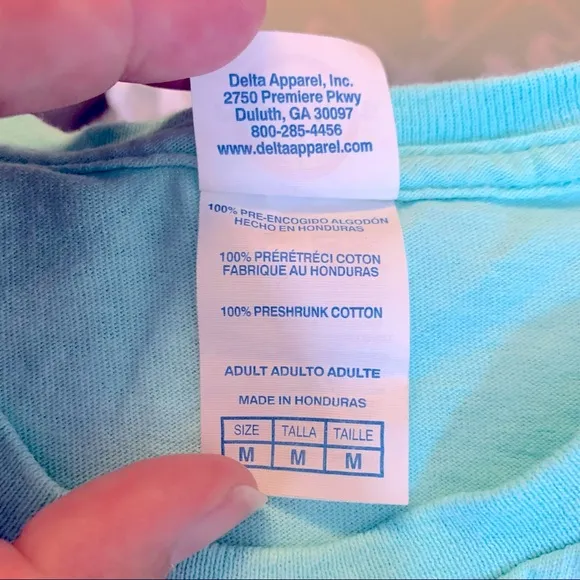 Delta Apparel, Inc.
2750 Premiere Pkwy
Duluth, GA 30097
800-285-4456
www.deltaapparel.com
100% PRE-ENCOGIDO ALGODÓN
HECHO EN HONDURAS
100% PRÉRÉTRÉCI COTON
FABRIQUE AU HONDURAS
100% PRESHRUNK COTTON
ADULT ADULTO ADULTE
MADE IN HONDURAS
SIZE TALLA TAILLE
M M M